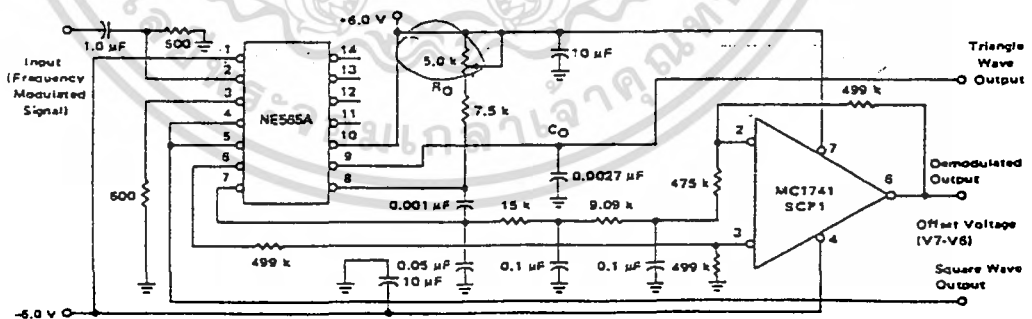 +6.0 V
1.0 µF
500
Input
(Frequency
Modulated
Signal)
1
2
3
4
5
6
7
14
13
12
11
10
9
8
NE565A
600
5.0 k
RO
7.5 k
10 µF
CO
0.0027 µF
0.001 µF
15 k
9.09 k
499 k
0.05 µF
0.1 µF
0.1 µF
499 k
10 µF
-6.0 V
475 k
499 k
2
3
7
6
4
MC1741
SCP1
Triangle
Wave
Output
Demodulated
Output
Offset Voltage
(V7-V6)
Square Wave
Output